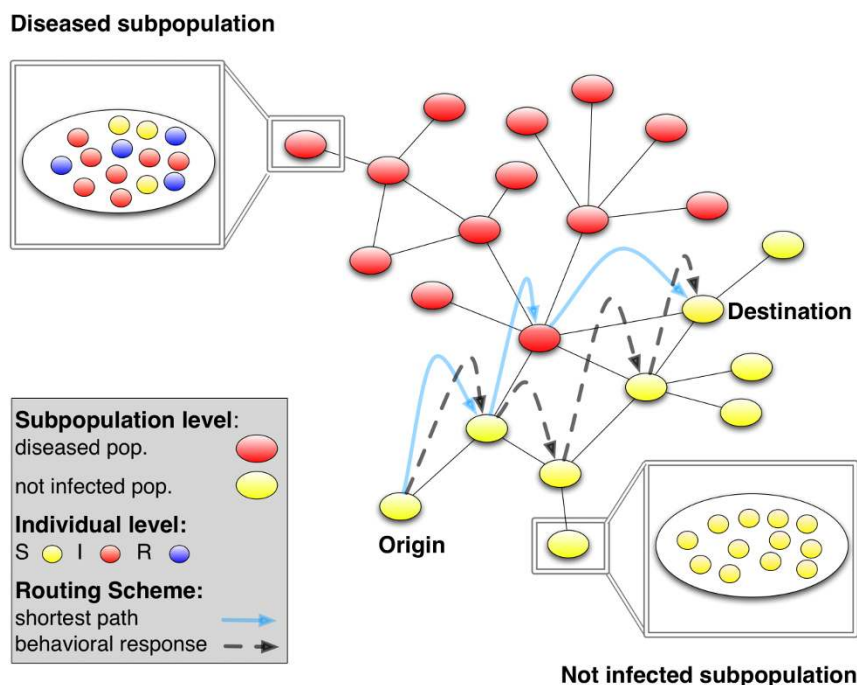 Diseased subpopulation
Destination
Origin
Subpopulation level:
diseased pop.
not infected pop.
Individual level:
S I R
Routing Scheme:
shortest path
behavioral response
Not infected subpopulation